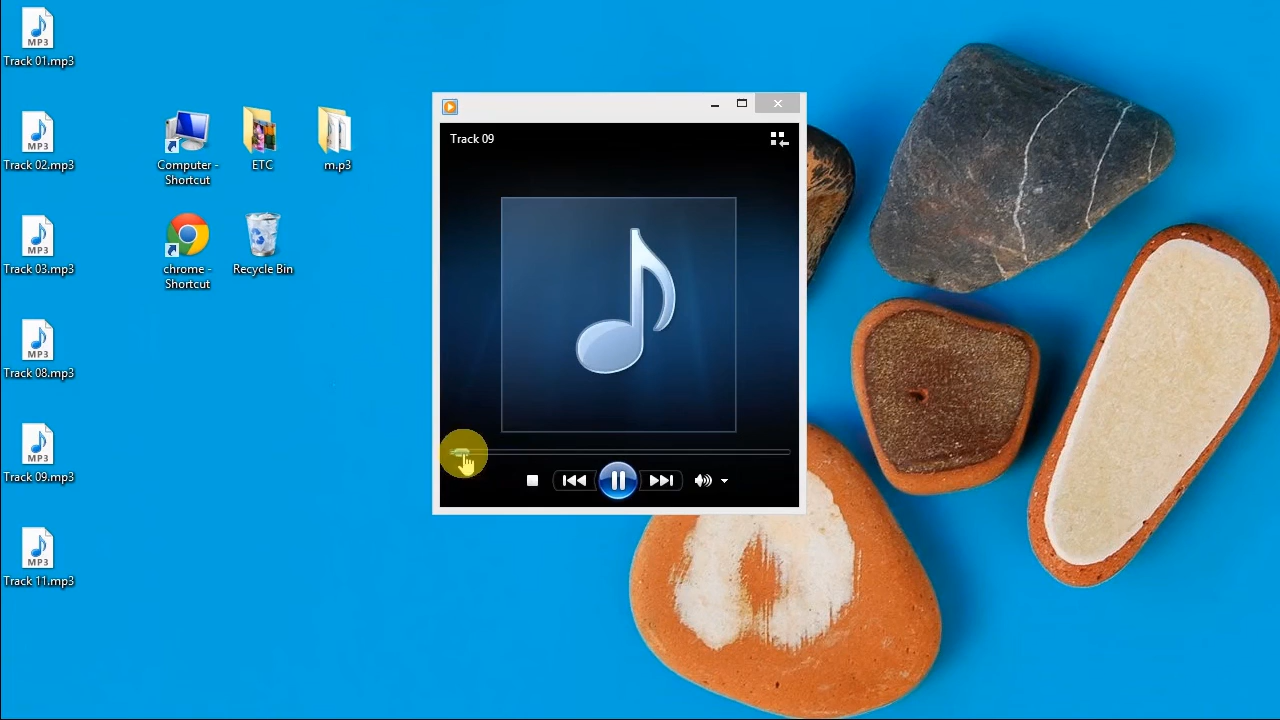 MP3
Track 01.mp3
MP3
Track 02.mp3
MP3
Track 03.mp3
MP3
Track 08.mp3
MP3
Track 09.mp3
MP3
Track 11.mp3
Computer -
Shortcut
ETC
m.p3
chrome -
Shortcut
Recycle Bin
Track 09